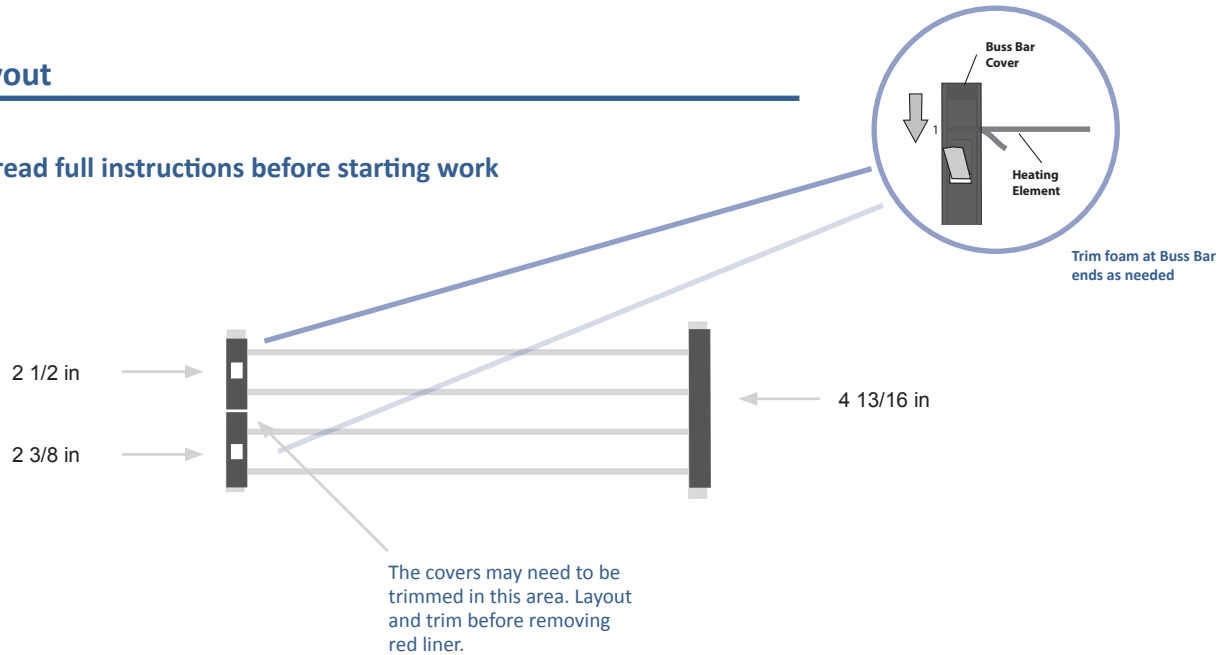 Buss Bar
Cover
1
Heating
Element
read full instructions before starting work
Trim foam at Buss Bar
ends as needed
2 1/2 in
4 13/16 in
2 3/8 in
The covers may need to be
trimmed in this area. Layout
and trim before removing
red liner.